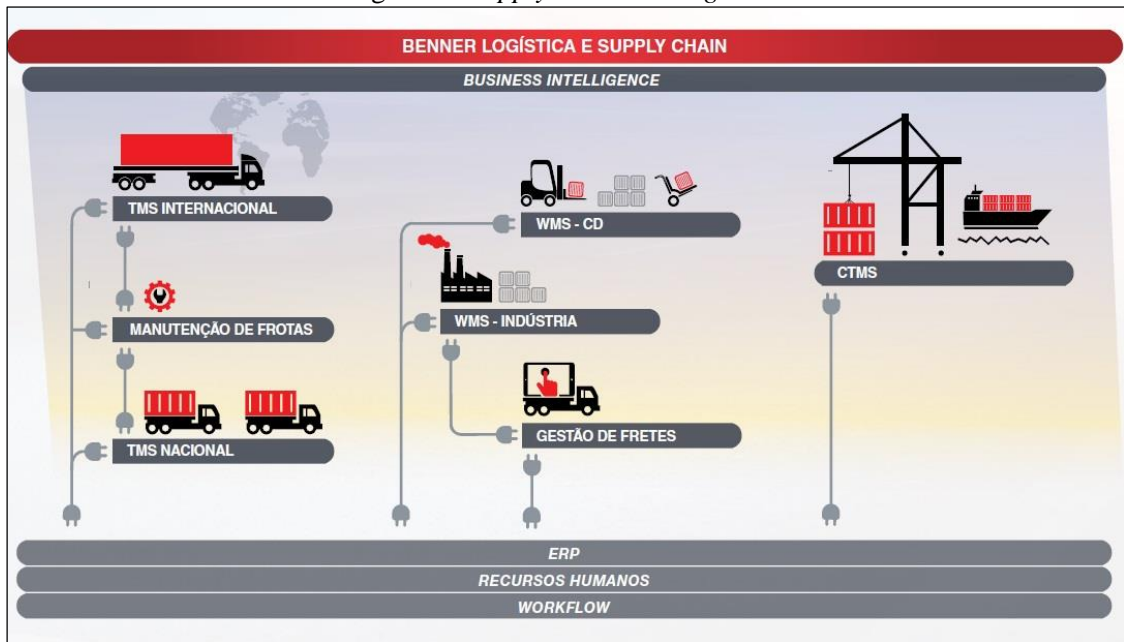 BENNER LOGÍSTICA E SUPPLY CHAIN
BUSINESS INTELLIGENCE
TMS INTERNACIONAL
WMS - CD
CTMS
MANUTENÇÃO DE FROTAS
WMS - INDÚSTRIA
TMS NACIONAL
GESTÃO DE FRETES
ERP
RECURSOS HUMANOS
WORKFLOW